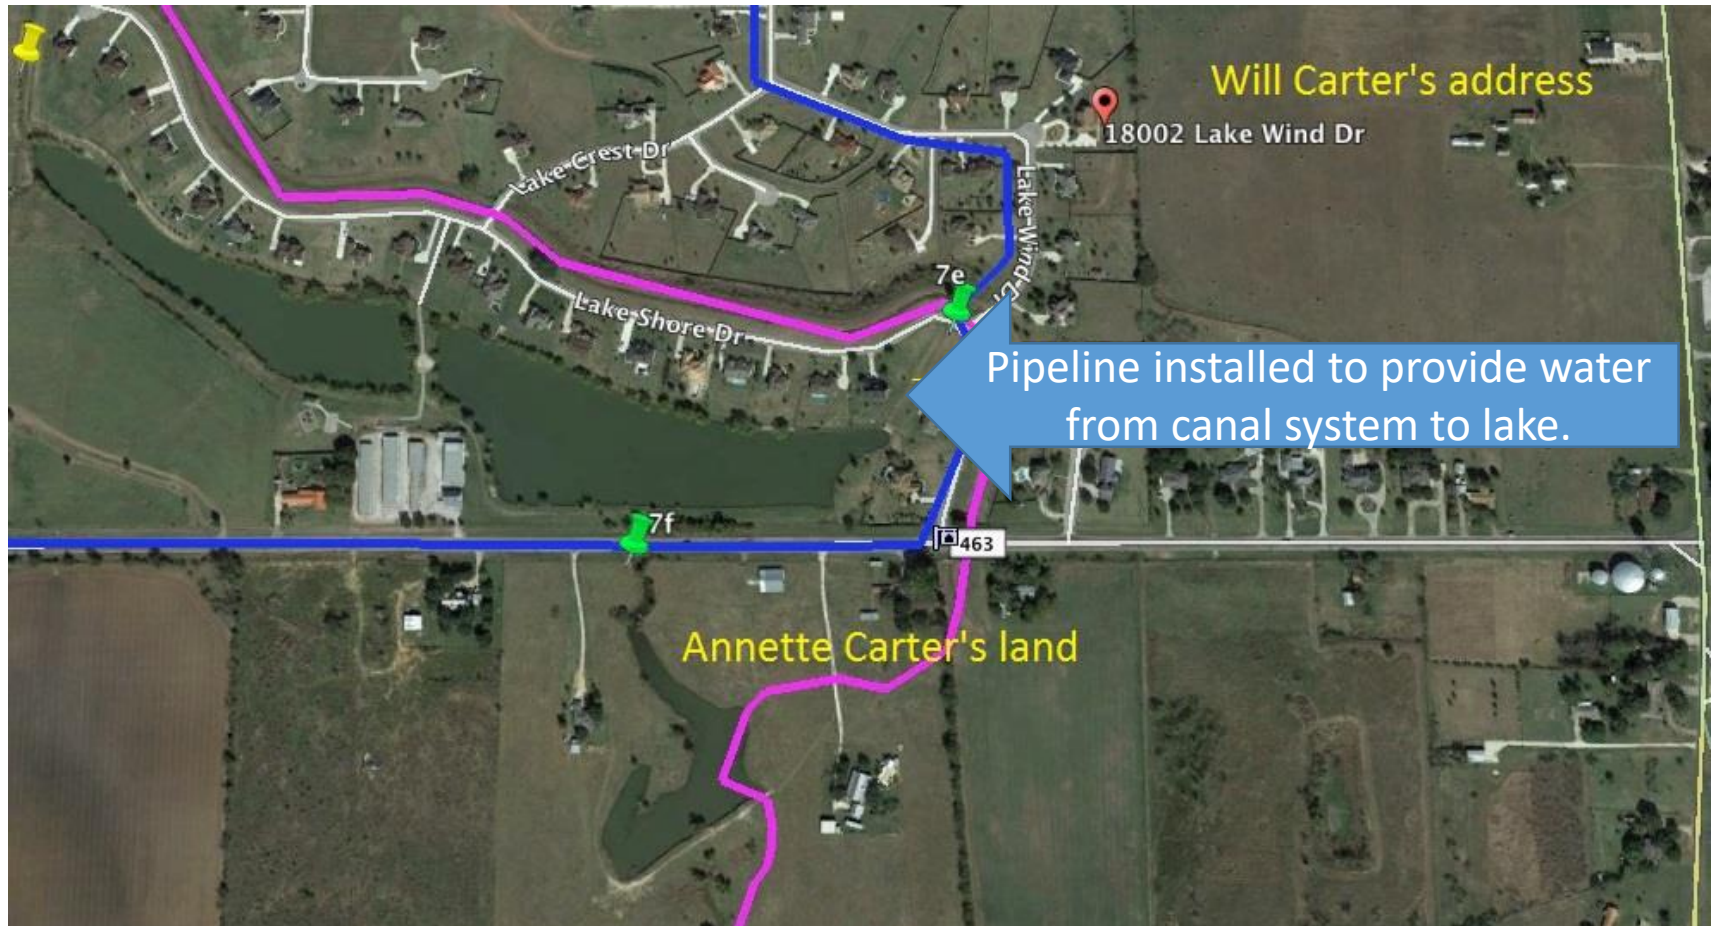 Will Carter's address
18002 Lake Wind Dr
Lake Crest Dr
Lake Wind Dr
7e
Lake Shore Dr
Pipeline installed to provide water
from canal system to lake.
7f
463
Annette Carter's land